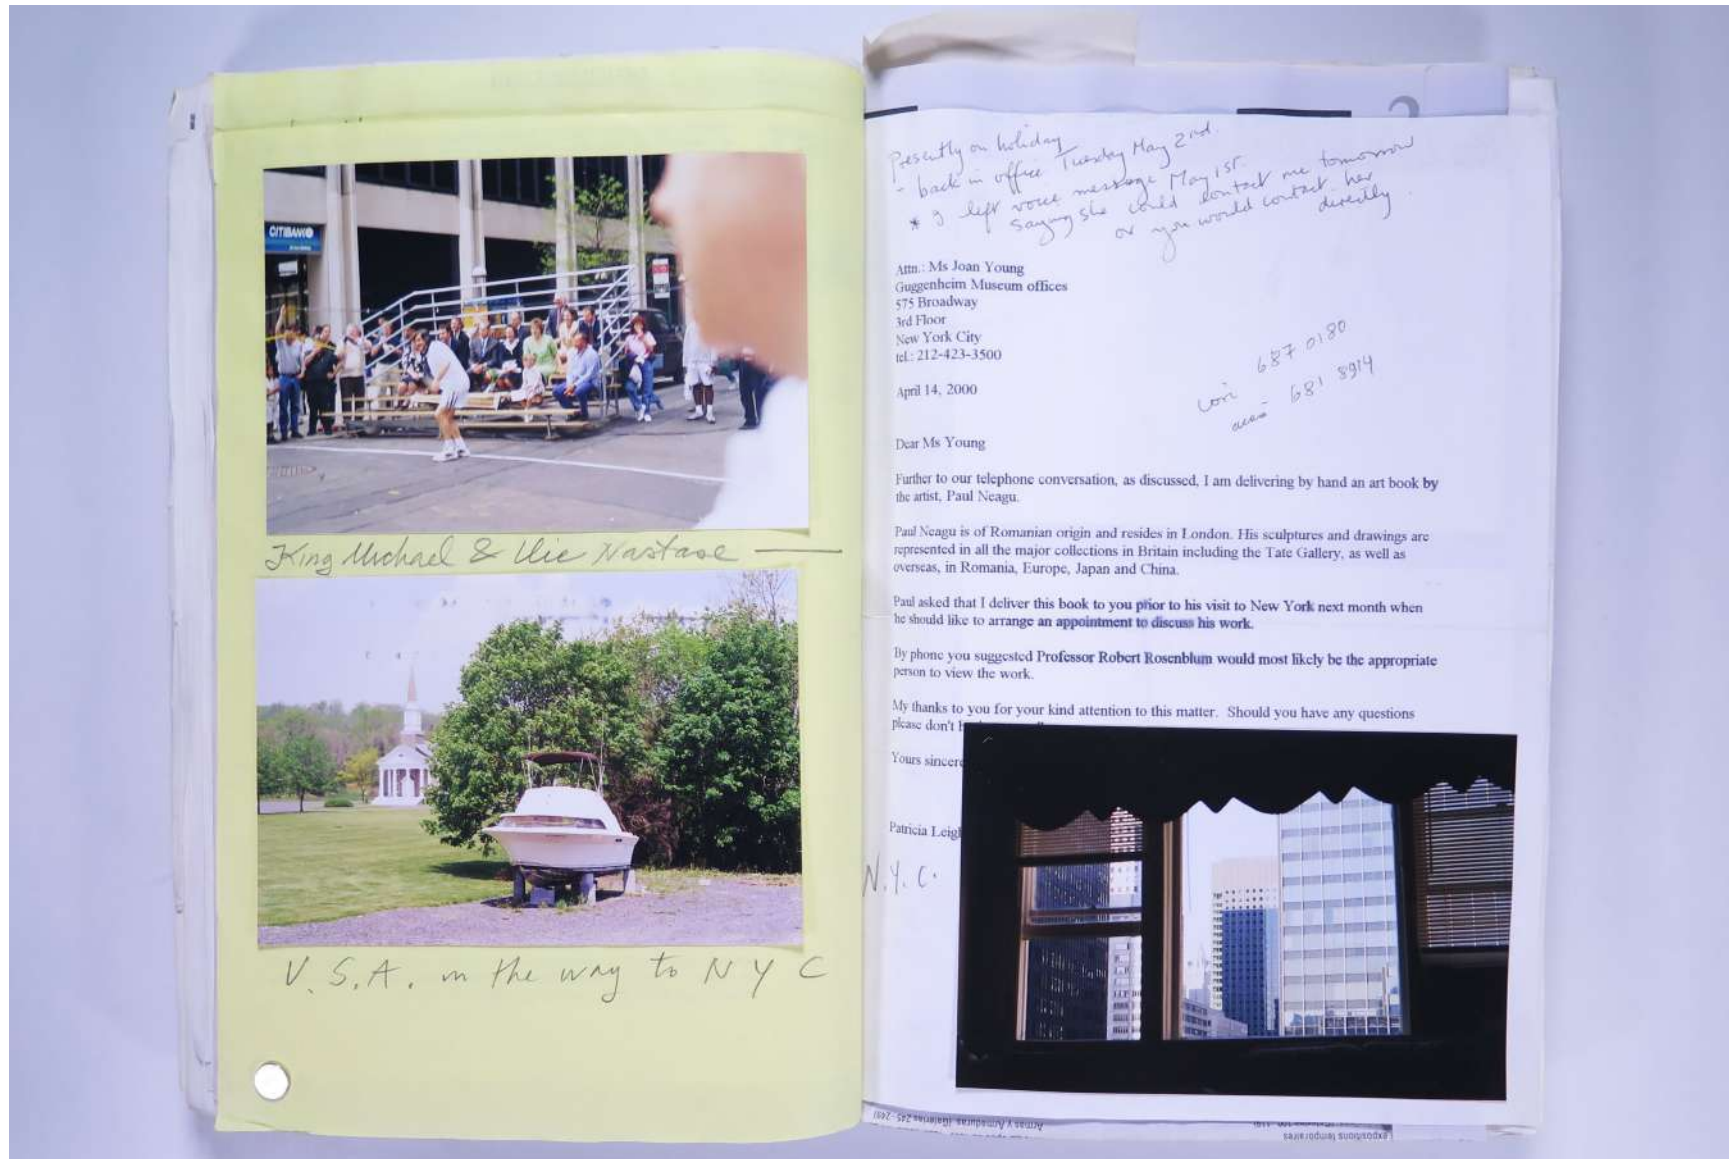 CITIBANK
King Michael & Ilie Nastase
U.S.A. on the way to N Y C
Presently on holiday
- back in office Tuesday May 2nd.
* I left voice message May 1st.
saying she could contact me tomorrow
or you would contact her
directly.
Attn.: Ms Joan Young
Guggenheim Museum offices
575 Broadway
3rd Floor
New York City
tel.: 212-423-3500
687 0180
681 8914
April 14, 2000
Dear Ms Young
Further to our telephone conversation, as discussed, I am delivering by hand an art book by
the artist, Paul Neagu.
Paul Neagu is of Romanian origin and resides in London. His sculptures and drawings are
represented in all the major collections in Britain including the Tate Gallery, as well as
overseas, in Romania, Europe, Japan and China.
Paul asked that I deliver this book to you prior to his visit to New York next month when
he should like to arrange an appointment to discuss his work.
By phone you suggested Professor Robert Rosenblum would most likely be the appropriate
person to view the work.
My thanks to you for your kind attention to this matter. Should you have any questions
please don't
Yours sincere
Patricia Leigh
N.Y.C.
Armas y Armaduras (Galerías 245 - 249)
expositions temporaires